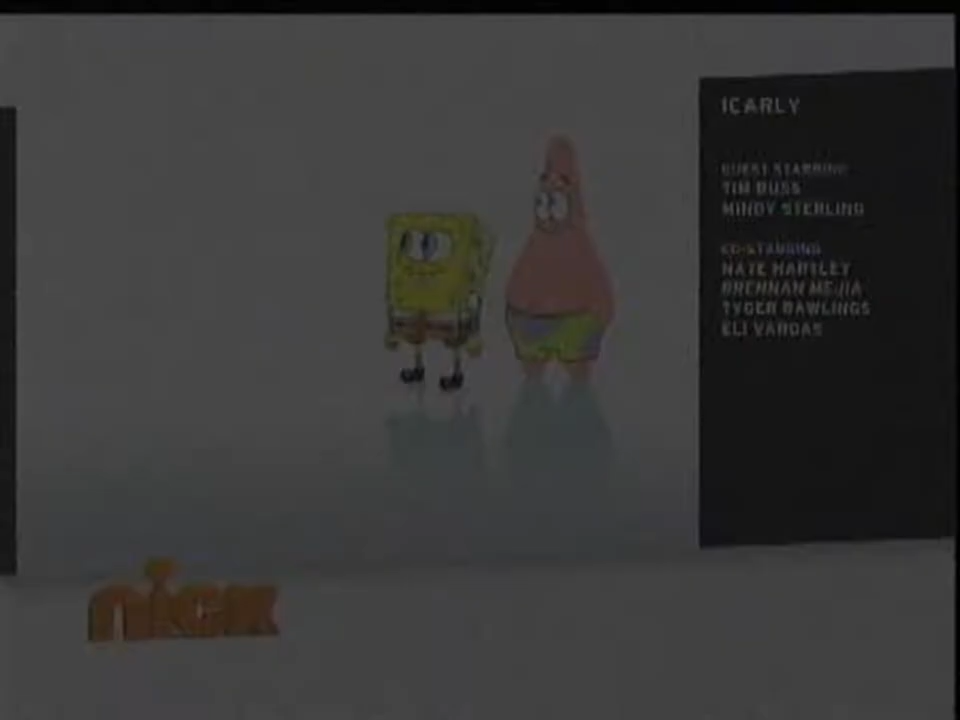 ICARLY
GUEST STARRING
TIM RUSS
MINDY STERLING
CO-STARRING
NATE HARTLEY
BRENNAN MEJIA
TYGER RAWLINGS
ELI VARGAS
nick